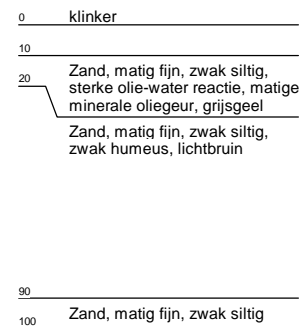 0 klinker
10
Zand, matig fijn, zwak siltig,
20 sterke olie-water reactie, matige
minerale oliegeur, grijsgeel
Zand, matig fijn, zwak siltig,
zwak humeus, lichtbruin
90
100 Zand, matig fijn, zwak siltig